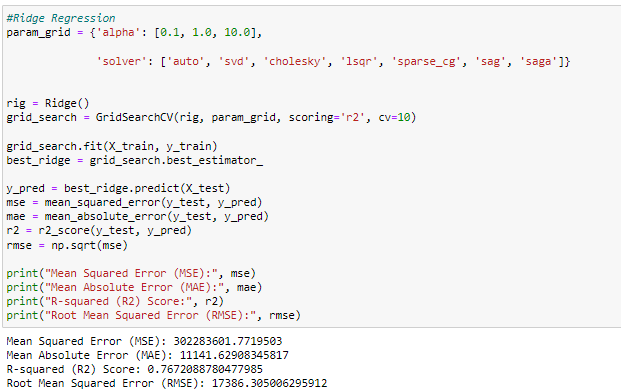 #Ridge Regression
param_grid = {'alpha': [0.1, 1.0, 10.0],
'solver': ['auto', 'svd', 'cholesky', 'lsqr', 'sparse_cg', 'sag', 'saga']}
rig = Ridge()
grid_search = GridSearchCV(rig, param_grid, scoring='r2', cv=10)
grid_search.fit(X_train, y_train)
best_ridge = grid_search.best_estimator_
y_pred = best_ridge.predict(X_test)
mse = mean_squared_error(y_test, y_pred)
mae = mean_absolute_error(y_test, y_pred)
r2 = r2_score(y_test, y_pred)
rmse = np.sqrt(mse)
print("Mean Squared Error (MSE):", mse)
print("Mean Absolute Error (MAE):", mae)
print("R-squared (R2) Score:", r2)
print("Root Mean Squared Error (RMSE):", rmse)
Mean Squared Error (MSE): 302283601.7719503
Mean Absolute Error (MAE): 11141.62908345817
R-squared (R2) Score: 0.7672088780477985
Root Mean Squared Error (RMSE): 17386.305006295912